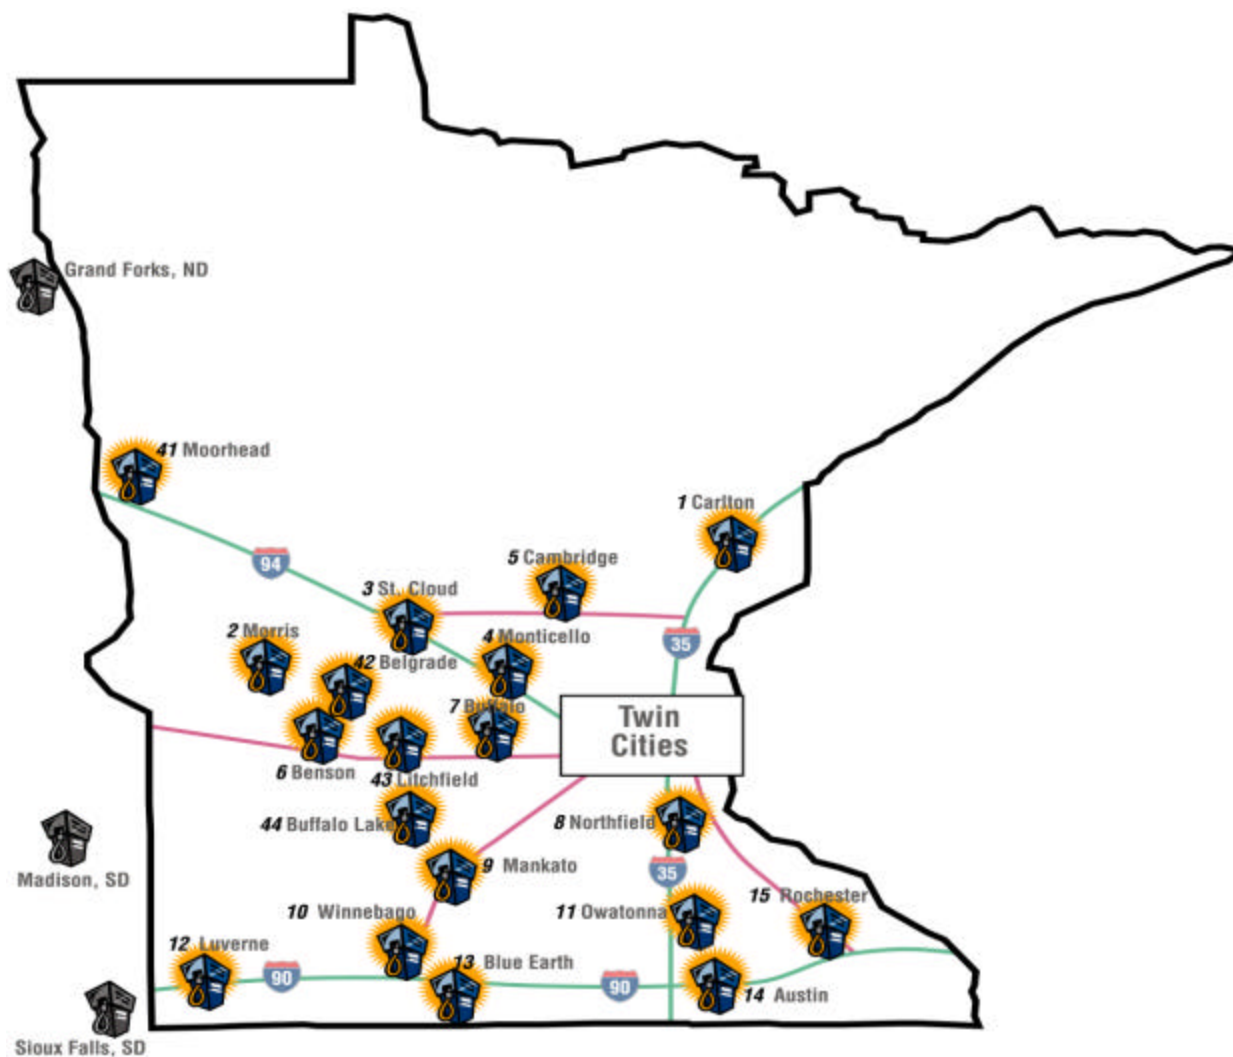 Grand Forks, ND
41 Moorhead
1 Carlton
94
5 Cambridge
3 St. Cloud
2 Morris
4 Monticello
35
42 Belgrade
7 Buffalo
Twin
Cities
6 Benson
43 Litchfield
44 Buffalo Lake
8 Northfield
Madison, SD
9 Mankato
35
15 Rochester
10 Winnebago
11 Owatonna
12 Luverne
13 Blue Earth
90
90
14 Austin
Sioux Falls, SD